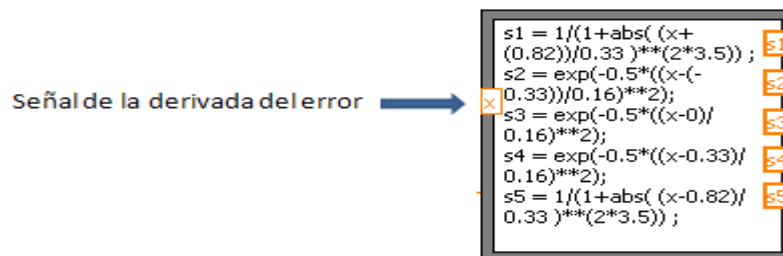 s1 = 1/(1+abs( (x+
(0.82))/0.33 )**(2*3.5)) ;
s2 = exp(-0.5*((x-(-
0.33))/0.16)**2);
s3 = exp(-0.5*((x-0)/
0.16)**2);
s4 = exp(-0.5*((x-0.33)/
0.16)**2);
s5 = 1/(1+abs( (x-0.82)/
0.33 )**(2*3.5)) ;
Señal de la derivada del error
x
s1
s2
s3
s4
s5